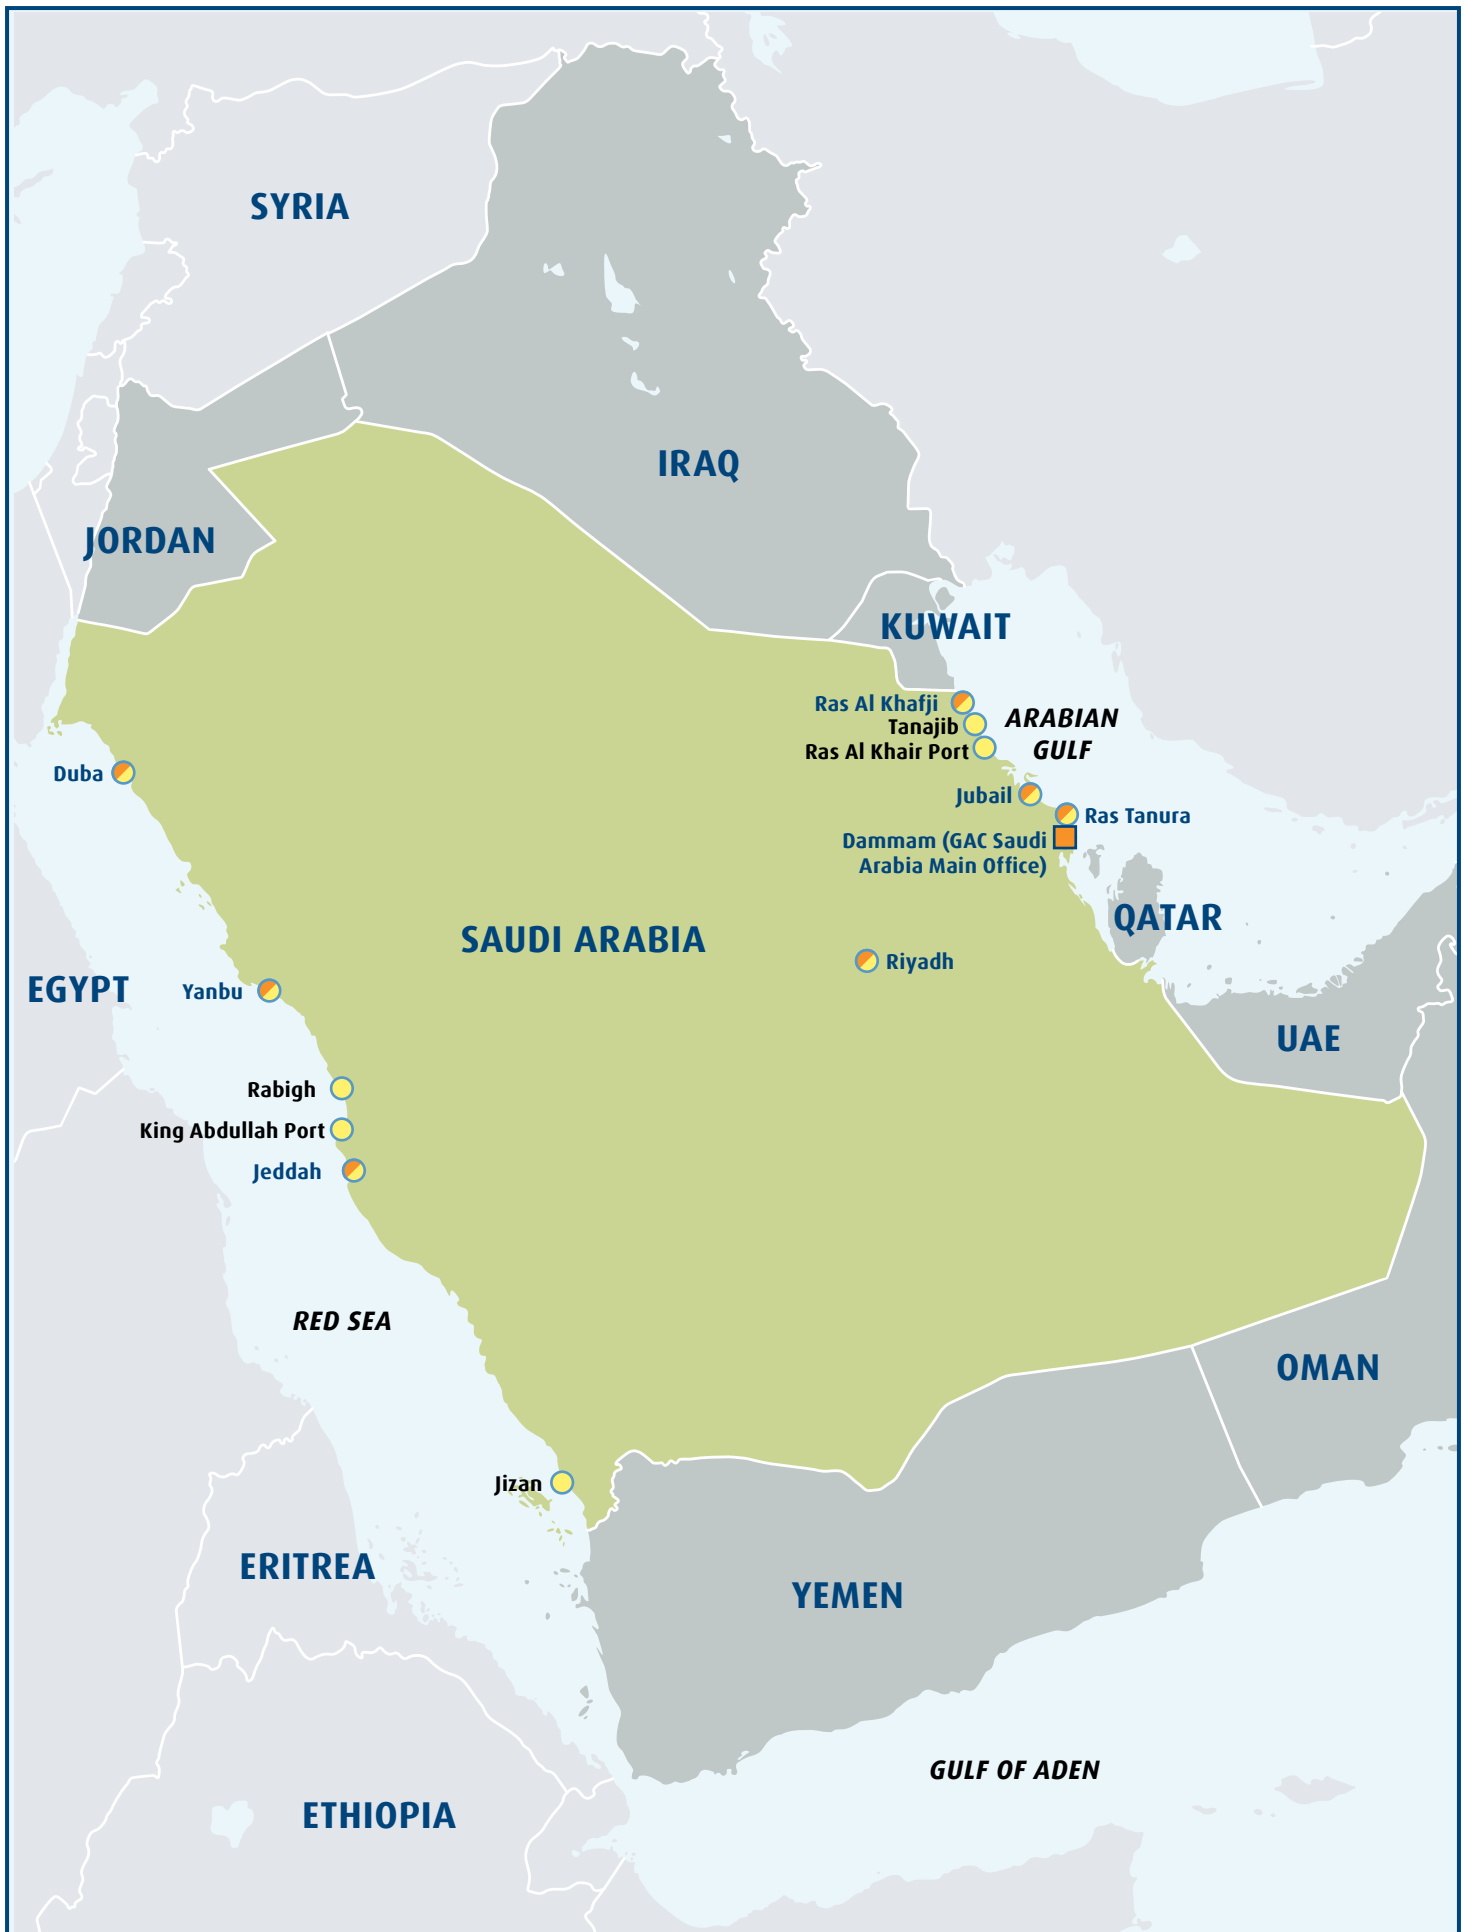 SYRIA
IRAQ
JORDAN
KUWAIT
Ras Al Khafji
Tanajib
Ras Al Khair Port
ARABIAN
GULF
Duba
Jubail
Ras Tanura
Dammam (GAC Saudi
Arabia Main Office)
QATAR
SAUDI ARABIA
Riyadh
EGYPT
Yanbu
UAE
Rabigh
King Abdullah Port
Jeddah
RED SEA
OMAN
Jizan
ERITREA
YEMEN
GULF OF ADEN
ETHIOPIA